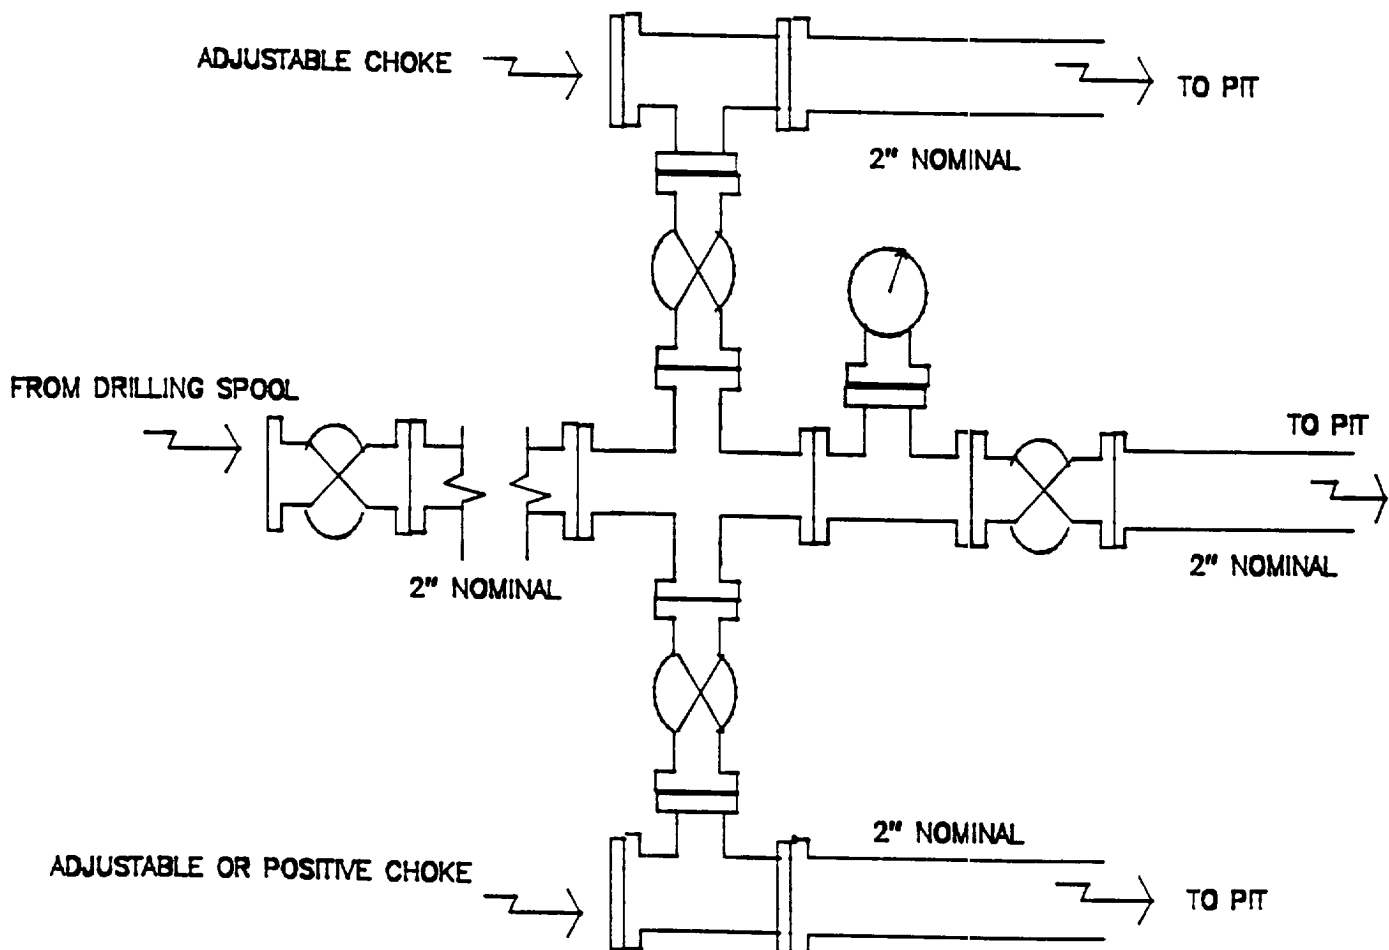 ADJUSTABLE CHOKE
TO PIT
2" NOMINAL
FROM DRILLING SPOOL
TO PIT
2" NOMINAL
2" NOMINAL
2" NOMINAL
ADJUSTABLE OR POSITIVE CHOKE
TO PIT